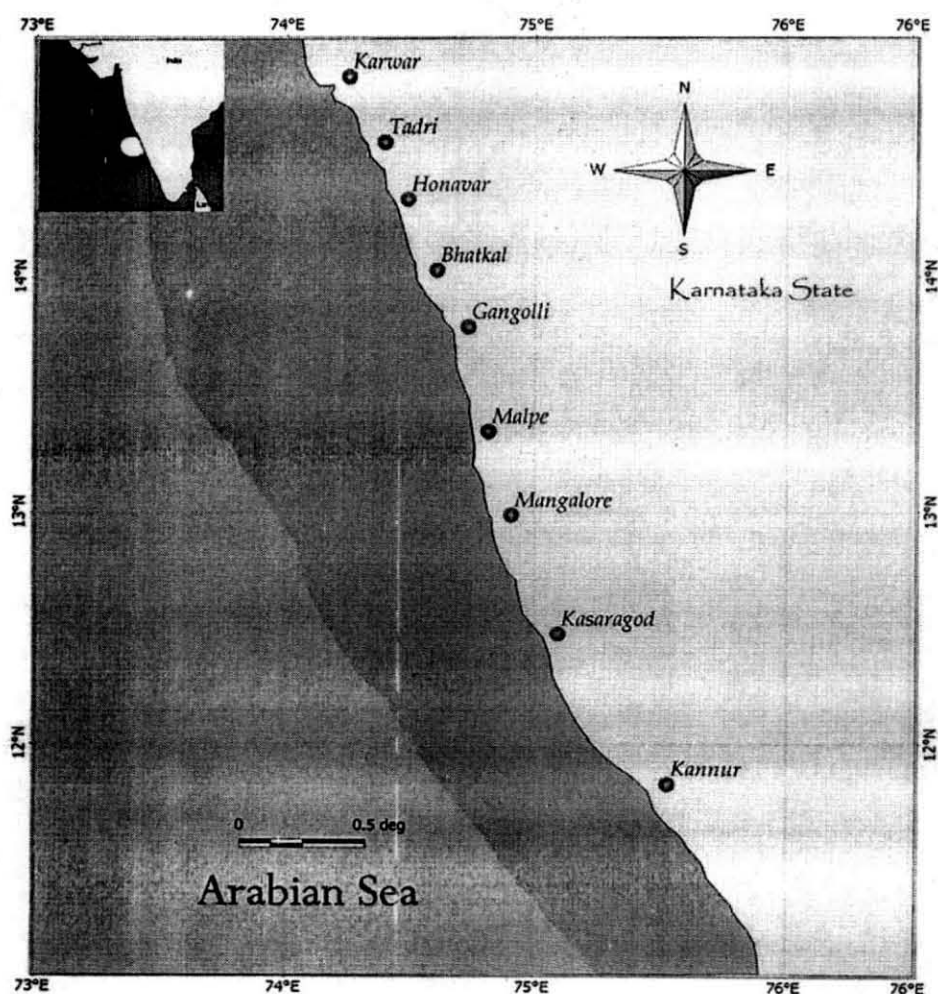 73°E 74°E 75°E 76°E 76°E
Karwar
N
Tadri
W E
Honavar
S
Bhatkal
14°N 14°N
Karnataka State
Gangolli
Malpe
13°N 13°N
Mangalore
Kasaragod
12°N 12°N
Kannur
0 0.5 deg
Arabian Sea
73°E 74°E 75°E 76°E 76°E